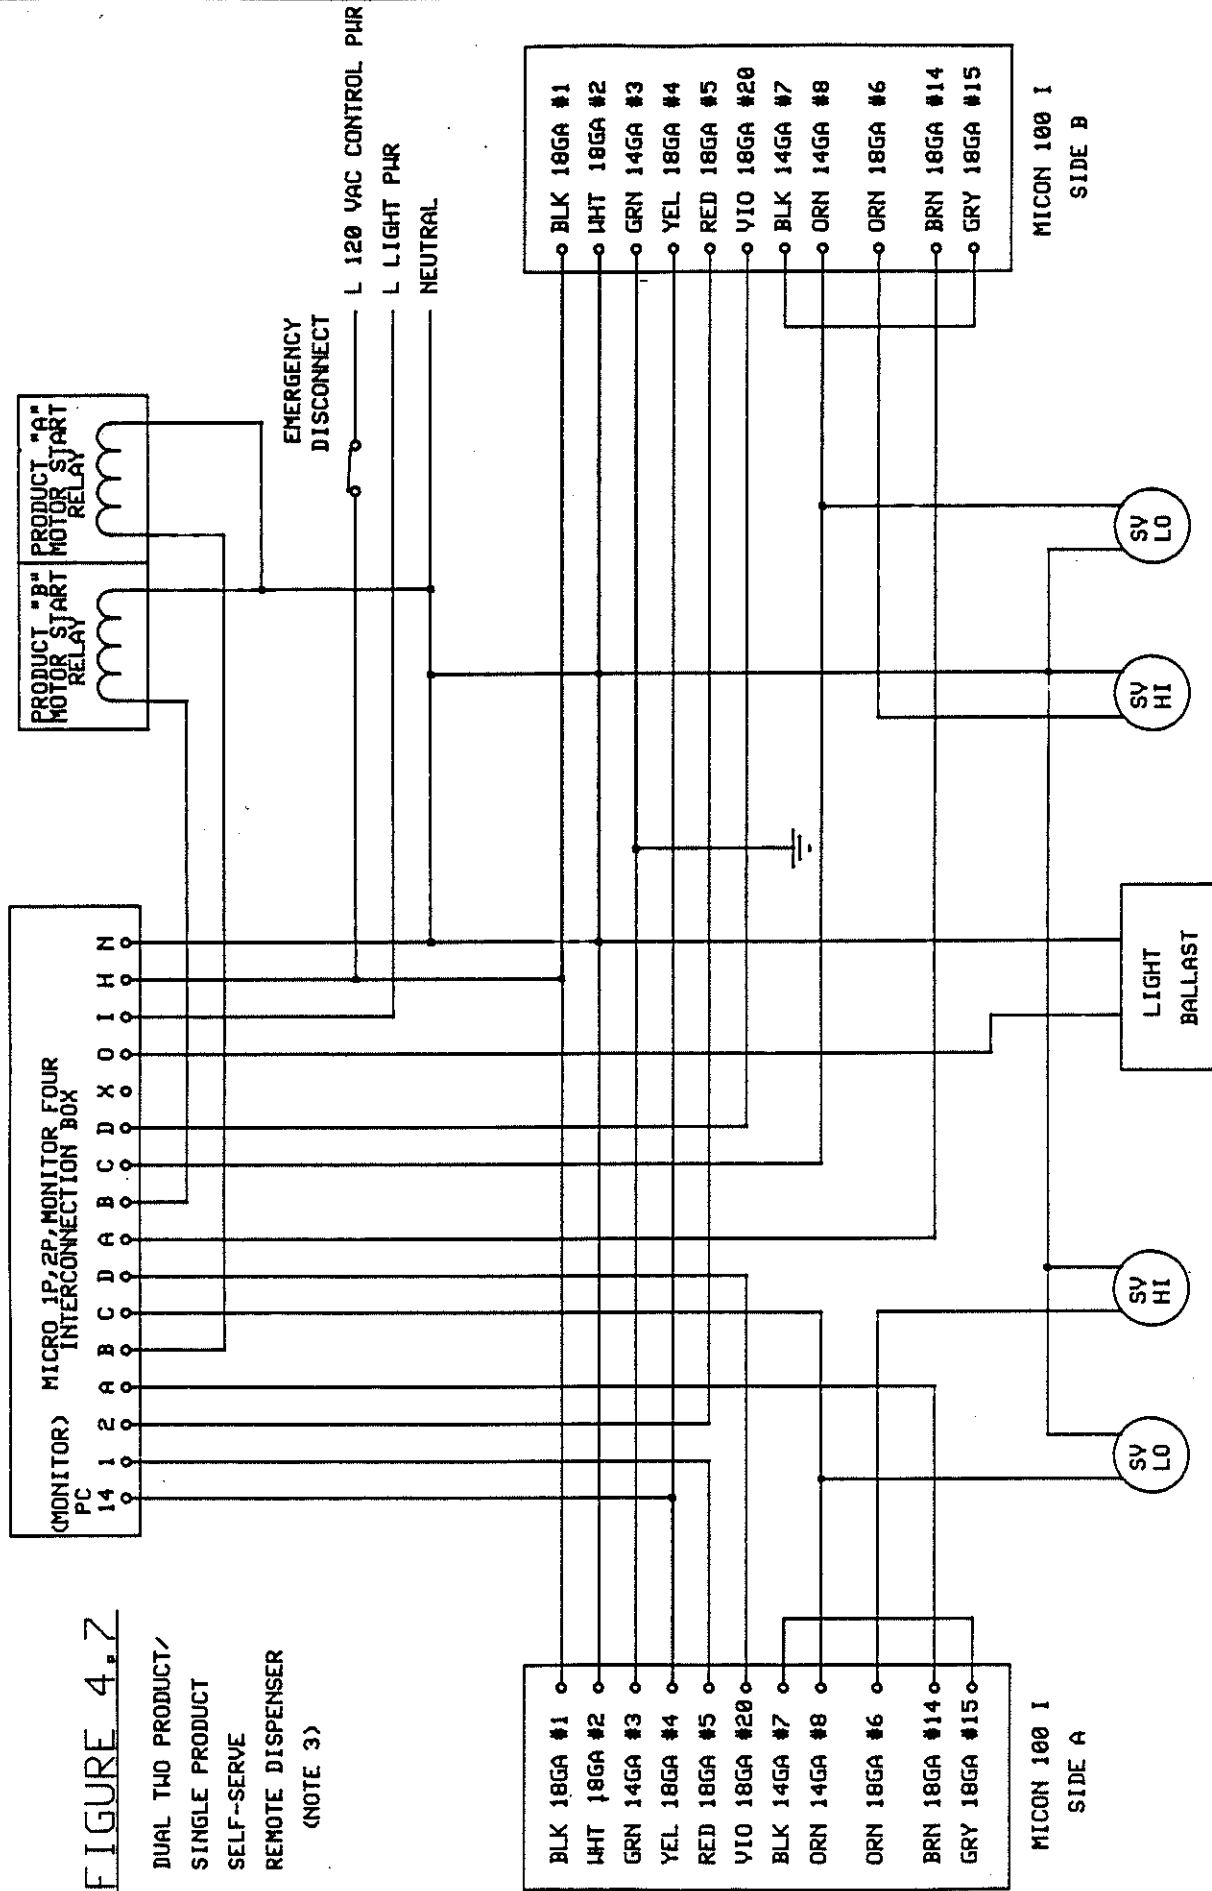 FIGURE 4.7
DUAL TWO PRODUCT/
SINGLE PRODUCT
SELF-SERVE
REMOTE DISPENSER
(NOTE 3)
(MONITOR) MICRO 1P,2P,MONITOR FOUR
PC INTERCONNECTION BOX
14 1 2 A B C D A B C D X O I H N
PRODUCT "B"
MOTOR START
RELAY
PRODUCT "A"
MOTOR START
RELAY
EMERGENCY
DISCONNECT
L 120 VAC CONTROL PWR
L LIGHT PWR
NEUTRAL
BLK 18GA #1
WHT 18GA #2
GRN 14GA #3
YEL 18GA #4
RED 18GA #5
VIO 18GA #20
BLK 14GA #7
ORN 14GA #8
ORN 18GA #6
BRN 18GA #14
GRY 18GA #15
MICON 100 I
SIDE A
BLK 18GA #1
WHT 18GA #2
GRN 14GA #3
YEL 18GA #4
RED 18GA #5
VIO 18GA #20
BLK 14GA #7
ORN 14GA #8
ORN 18GA #6
BRN 18GA #14
GRY 18GA #15
MICON 100 I
SIDE B
SV
LO
SV
HI
LIGHT
BALLAST
SV
HI
SV
LO